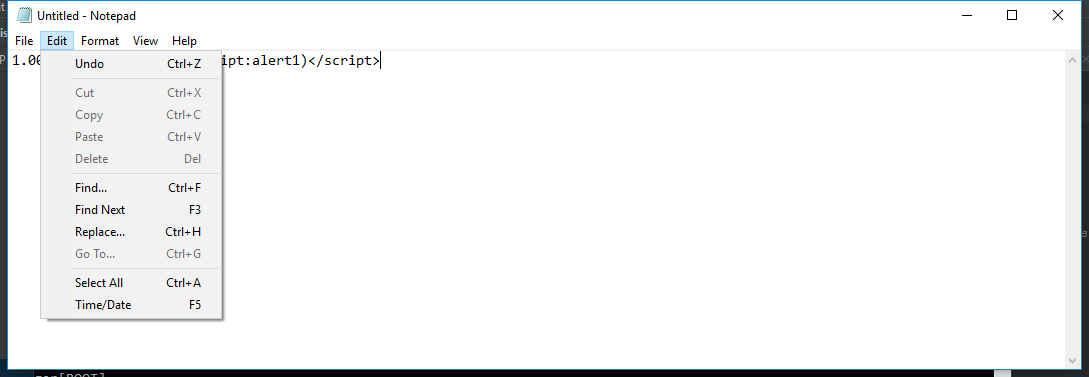 Untitled - Notepad
File Edit Format View Help
1.00 ipt:alert1)</script>
Undo Ctrl+Z
Cut Ctrl+X
Copy Ctrl+C
Paste Ctrl+V
Delete Del
Find... Ctrl+F
Find Next F3
Replace... Ctrl+H
Go To... Ctrl+G
Select All Ctrl+A
Time/Date F5